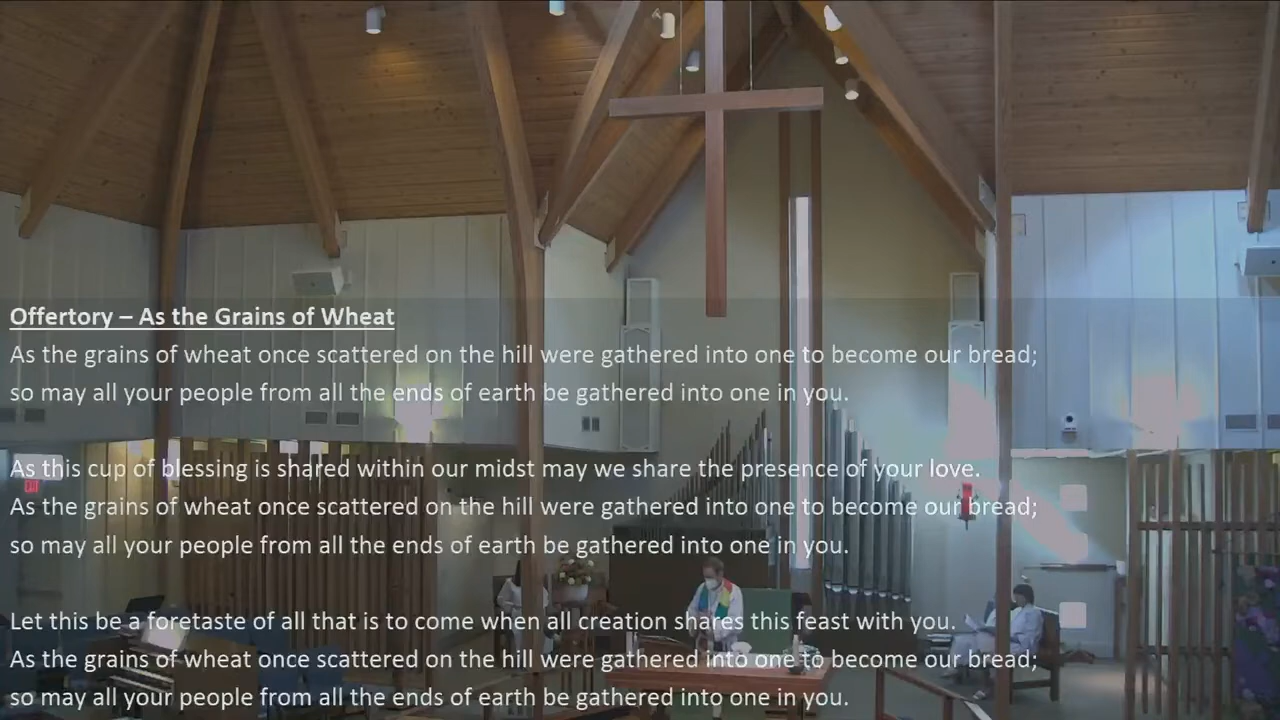 Offertory – As the Grains of Wheat
As the grains of wheat once scattered on the hill were gathered into one to become our bread;
so may all your people from all the ends of earth be gathered into one in you.
As this cup of blessing is shared within our midst may we share the presence of your love.
As the grains of wheat once scattered on the hill were gathered into one to become our bread;
so may all your people from all the ends of earth be gathered into one in you.
Let this be a foretaste of all that is to come when all creation shares this feast with you.
As the grains of wheat once scattered on the hill were gathered into one to become our bread;
so may all your people from all the ends of earth be gathered into one in you.